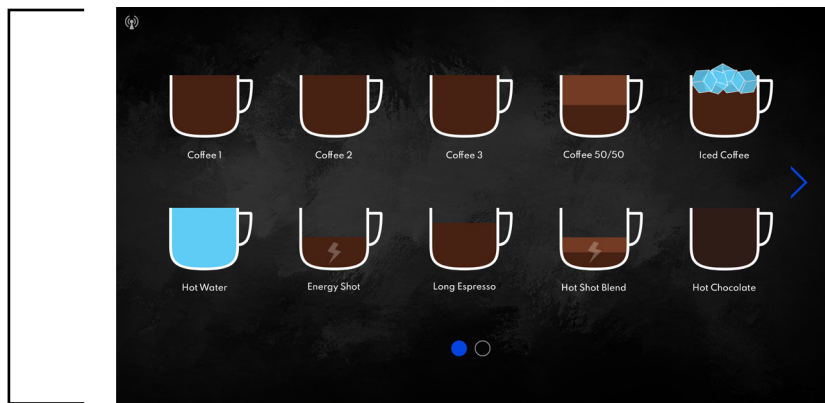 Coffee 1
Coffee 2
Coffee 3
Coffee 50/50
Iced Coffee
Hot Water
Energy Shot
Long Espresso
Hot Shot Blend
Hot Chocolate